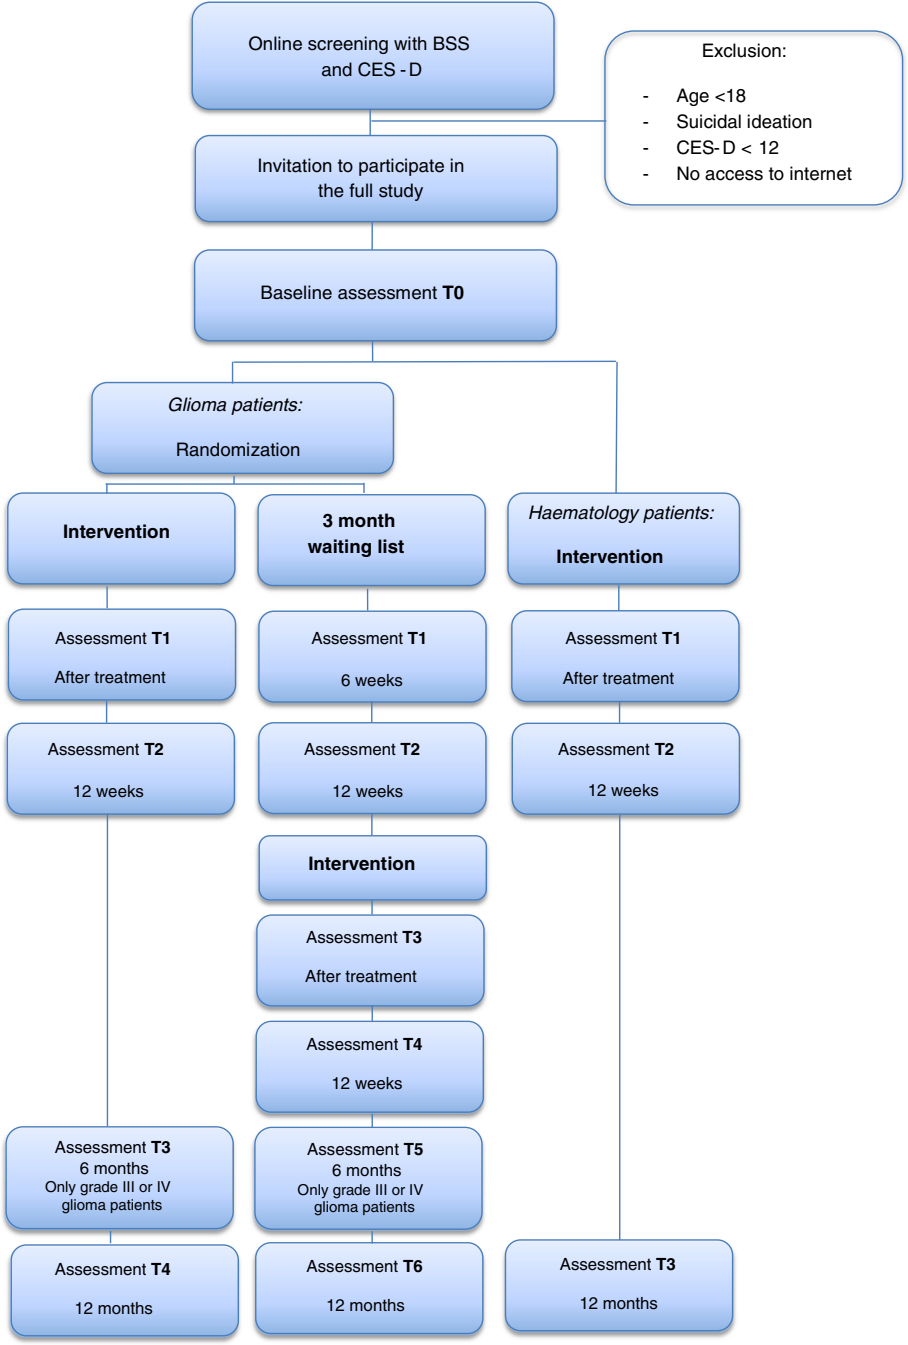 Online screening with BSS
and CES -D
Exclusion:
- Age <18
- Suicidal ideation
- CES-D < 12
- No access to internet
Invitation to participate in
the full study
Baseline assessment T0
Glioma patients:
Randomization
Intervention
3 month
waiting list
Haematology patients:
Intervention
Assessment T1
After treatment
Assessment T1
6 weeks
Assessment T1
After treatment
Assessment T2
12 weeks
Assessment T2
12 weeks
Assessment T2
12 weeks
Intervention
Assessment T3
After treatment
Assessment T4
12 weeks
Assessment T3
6 months
Only grade III or IV
glioma patients
Assessment T5
6 months
Only grade III or IV
glioma patients
Assessment T4
12 months
Assessment T6
12 months
Assessment T3
12 months